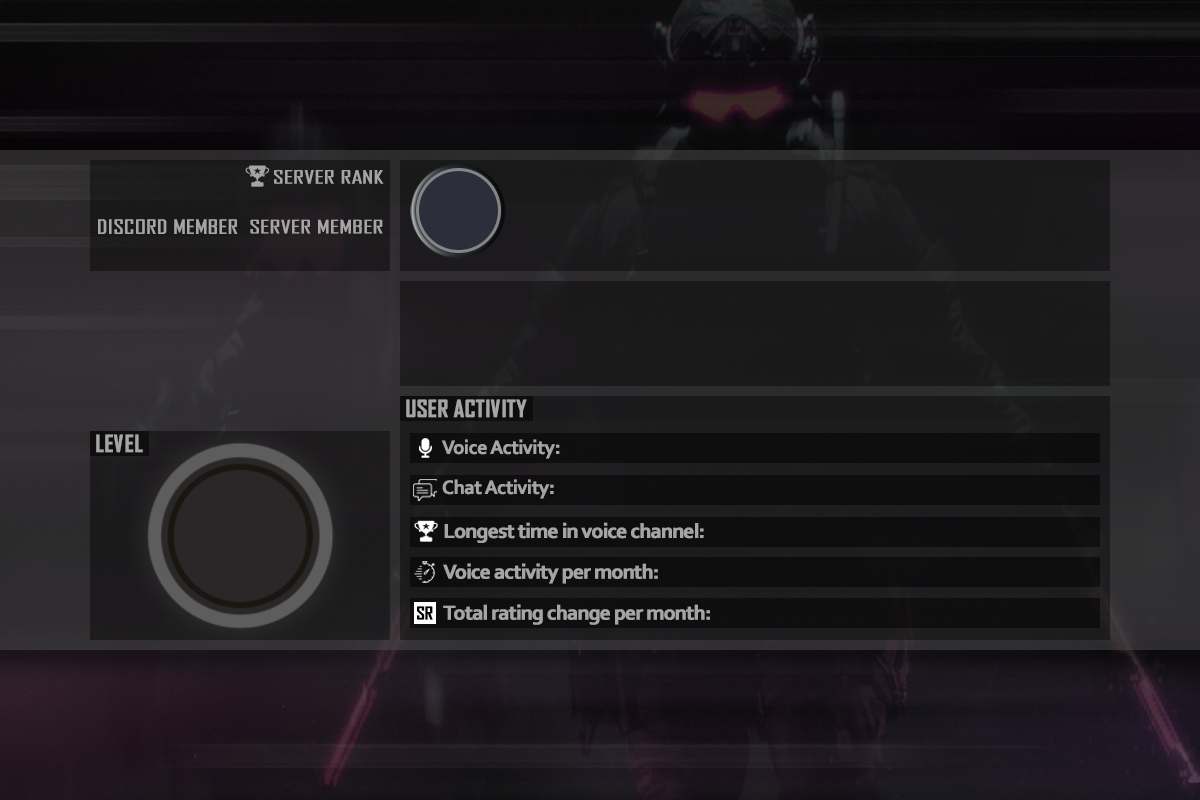 SERVER RANK
DISCORD MEMBER SERVER MEMBER
LEVEL
USER ACTIVITY
Voice Activity:
Chat Activity:
Longest time in voice channel:
Voice activity per month:
SR Total rating change per month: